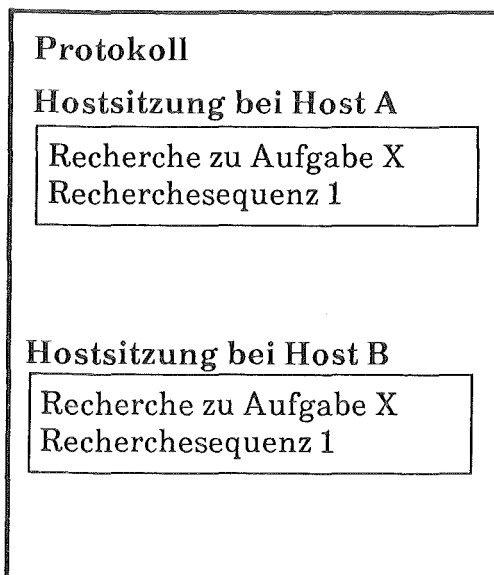 Protokoll
Hostsitzung bei Host A
Recherche zu Aufgabe X
Recherchesequenz 1
Hostsitzung bei Host B
Recherche zu Aufgabe X
Recherchesequenz 1